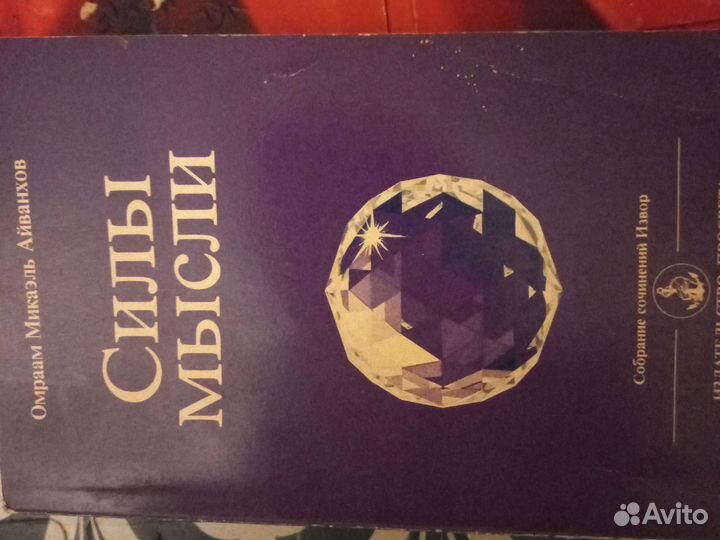 Омраам Микаэль Айванхов
Силы
мысли
Собрание сочинений Извор
Avito